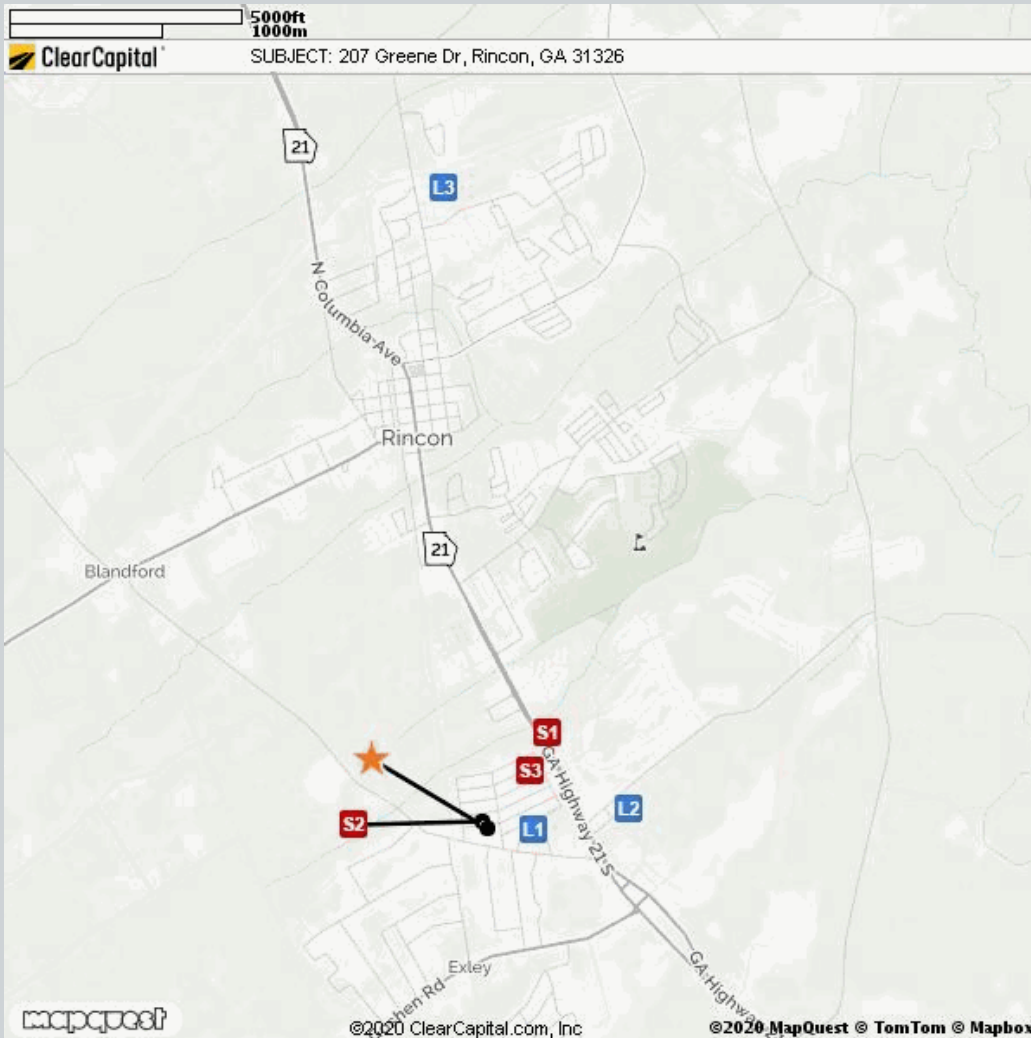 5000ft
1000m
ClearCapital
SUBJECT: 207 Greene Dr, Rincon, GA 31326
21
L3
N Columbia Ave
Rincon
21
Blandford
S1
GA Highway 21 S
S3
L2
S2
L1
Exley
Rd
GA Highway
mapquest
©2020 ClearCapital.com, Inc
©2020 MapQuest © TomTom © Mapbox